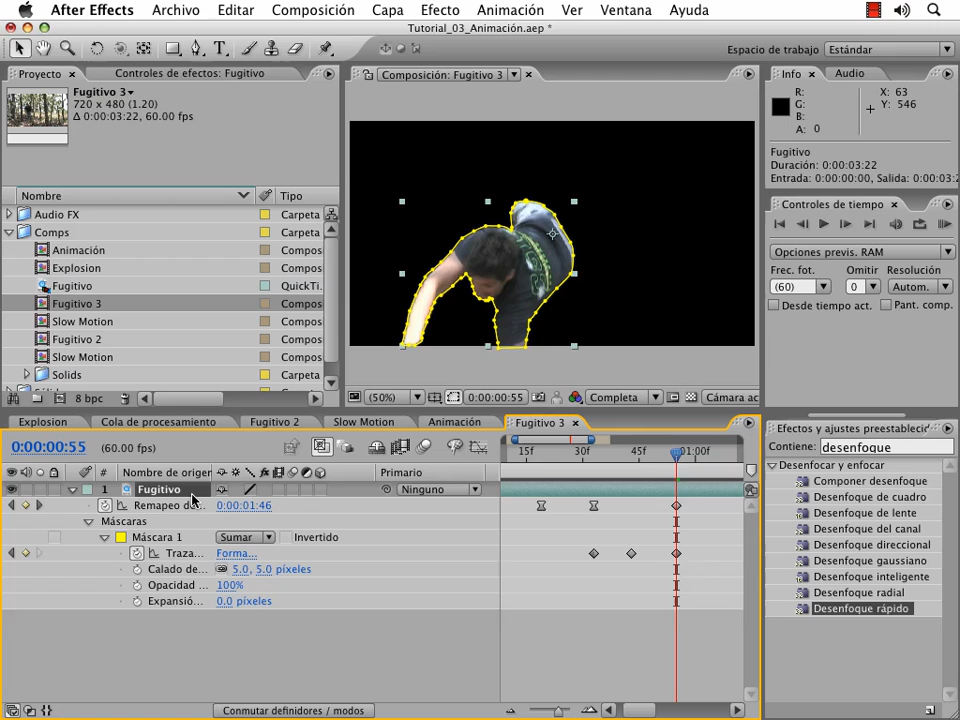 After Effects Archivo Editar Composición Capa Efecto Animación Ver Ventana Ayuda
Tutorial_03_Animación.aep *
Espacio de trabajo: Estándar
Proyecto Controles de efectos: Fugitivo
Fugitivo 3
720 x 480 (1.20)
Δ 0:00:03:22, 60.00 fps
Nombre Tipo
Audio FX Carpeta
Comps Carpeta
Animación Compos
Explosion Compos
Fugitivo QuickTi.
Fugitivo 3 Compos
Slow Motion Compos
Fugitivo 2 Compos
Slow Motion Compos
Solids Carpeta
8 bpc
Composición: Fugitivo 3
(50%) 0:00:00:55 Completa Cámara ac
Info Audio
R: X: 63
G: Y: 546
B:
A: 0
Fugitivo
Duración: 0:00:03:22
Entrada: 0:00:00:00, Salida: 0:00:03:2
Controles de tiempo
Opciones previs. RAM
Frec. fot. Omitir Resolución
(60) 0 Autom.
Desde tiempo act. Pant. comp.
Explosion Cola de procesamiento Fugitivo 2 Slow Motion Animación Fugitivo 3
0:00:00:55 (60.00 fps)
15f 30f 45f 01:00f
# Nombre de origen Primario
1 Fugitivo Ninguno
Remapeo de... 0:00:01:46
Máscaras
Máscara 1 Sumar Invertido
Traza... Forma...
Calado de... 5.0, 5.0 píxeles
Opacidad ... 100%
Expansió... 0.0 píxeles
Conmutar definidores / modos
Efectos y ajustes preestablecid
Contiene: desenfoque
Desenfocar y enfocar
Componer desenfoque
Desenfoque de cuadro
Desenfoque de lente
Desenfoque del canal
Desenfoque direccional
Desenfoque gaussiano
Desenfoque inteligente
Desenfoque radial
Desenfoque rápido